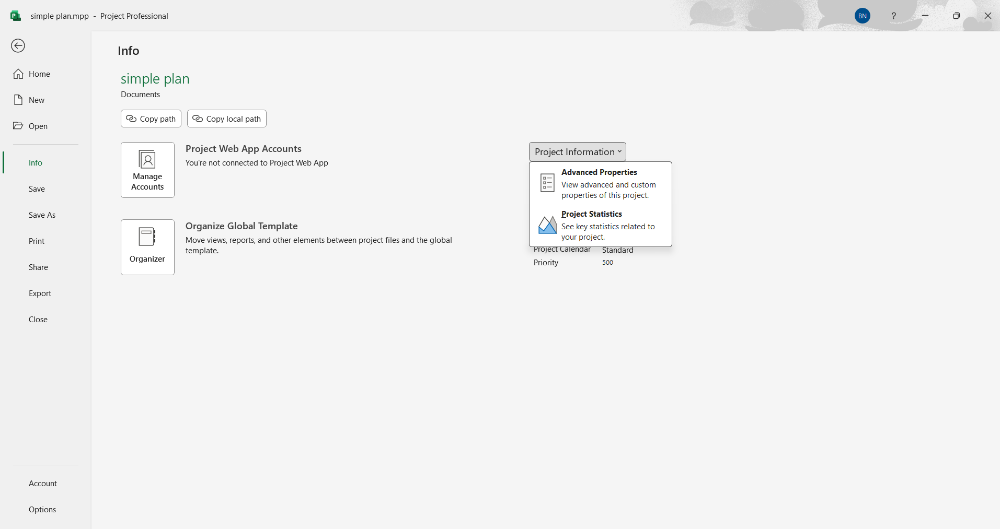 simple plan.mpp - Project Professional
BN
?
Info
Home
New
Open
Info
Save
Save As
Print
Share
Export
Close
Account
Options
simple plan
Documents
Copy path
Copy local path
Manage
Accounts
Project Web App Accounts
You're not connected to Project Web App
Organizer
Organize Global Template
Move views, reports, and other elements between project files and the global
template.
Project Information
Advanced Properties
View advanced and custom
properties of this project.
Project Statistics
See key statistics related to
your project.
Project Calendar Standard
Priority 500